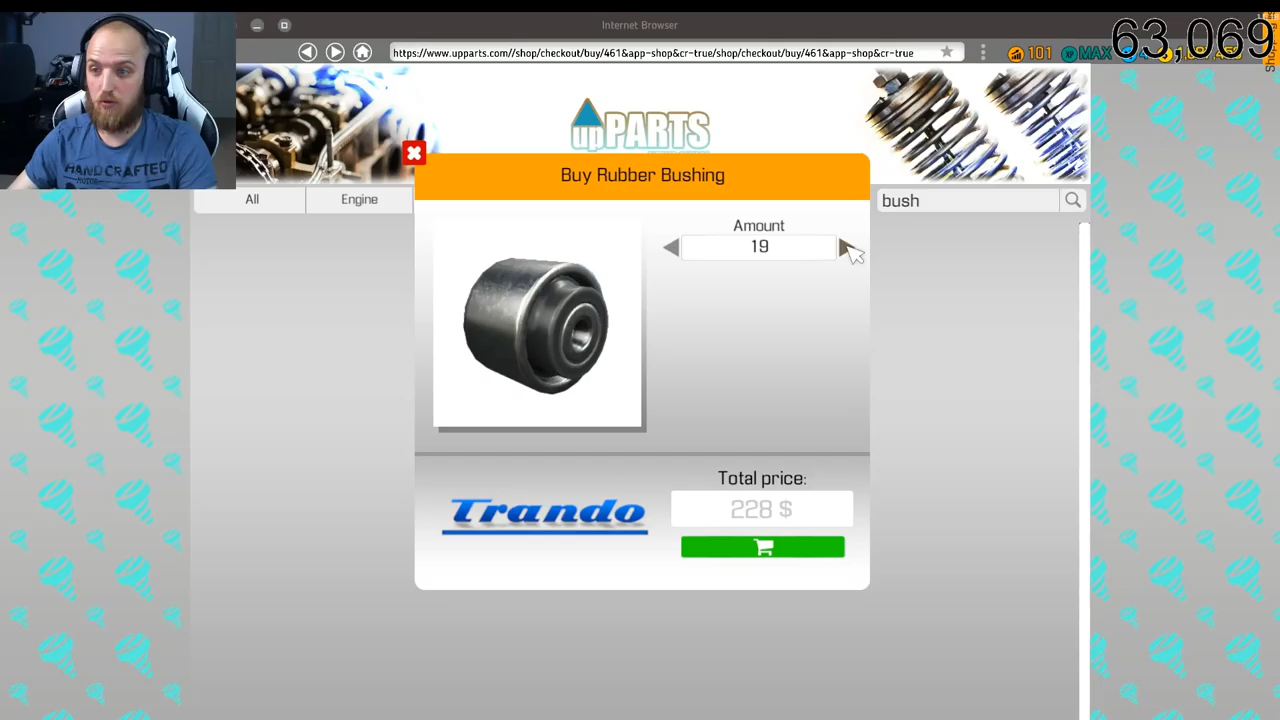 Internet Browser
63,069
https://www.upparts.com//shop/checkout/buy/461&app-shop&cr-true/shop/checkout/buy/461&app-shop&cr-true
101
MAX
upPARTS
HANDCRAFTED
Buy Rubber Bushing
All
Engine
bush
Amount
19
Total price:
Trando
228 $